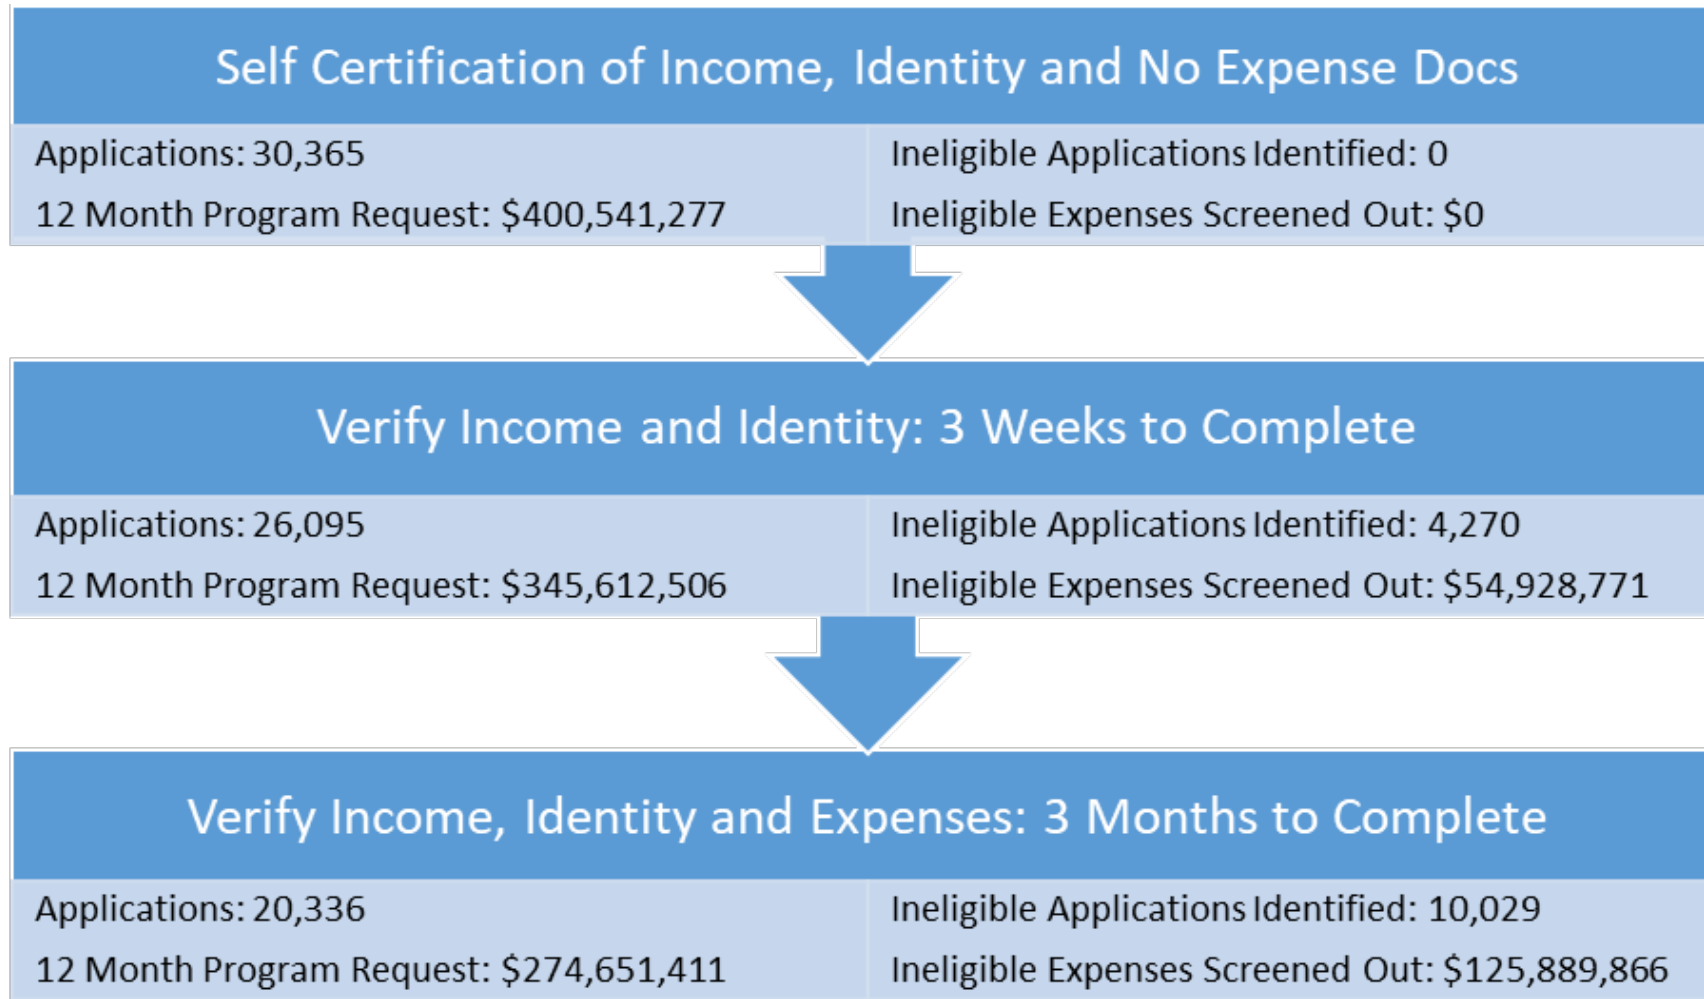 Self Certification of Income, Identity and No Expense Docs
Applications: 30,365
12 Month Program Request: $400,541,277
Ineligible Applications Identified: 0
Ineligible Expenses Screened Out: $0
Verify Income and Identity: 3 Weeks to Complete
Applications: 26,095
12 Month Program Request: $345,612,506
Ineligible Applications Identified: 4,270
Ineligible Expenses Screened Out: $54,928,771
Verify Income, Identity and Expenses: 3 Months to Complete
Applications: 20,336
12 Month Program Request: $274,651,411
Ineligible Applications Identified: 10,029
Ineligible Expenses Screened Out: $125,889,866